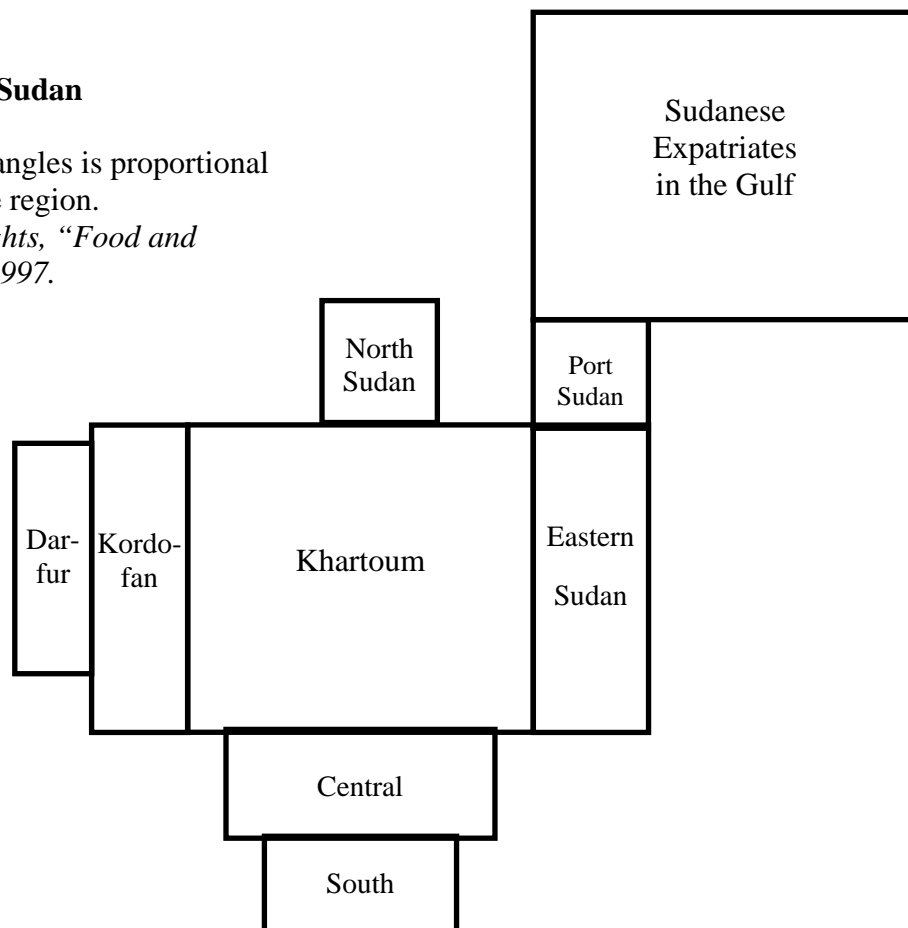 Sudan
angles is proportional
region.
hts, “Food and
997.
Sudanese
Expatriates
in the Gulf
North
Sudan
Port
Sudan
Dar-
fur
Kordo-
fan
Khartoum
Eastern
Sudan
Central
South